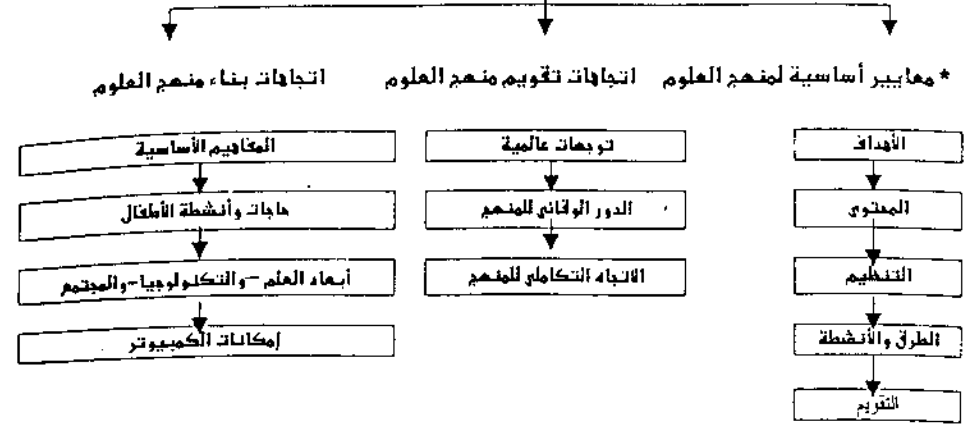 * معايير أساسية لمنهج العلوم
الأهداف
المحتوى
التنظيم
الطرق والأنشطة
التقويم
اتجاهات تقويم منهج العلوم
توجهات عالمية
الدور الوقائي للمنهج
الاتجاه التكاملي للمنهج
اتجاهات بناء منهج العلوم
المفاهيم الأساسية
حاجات وأنشطة الأطفال
أبعاد العلم -والتكنولوجيا-والمجتمع
إمكانات الكمبيوتر